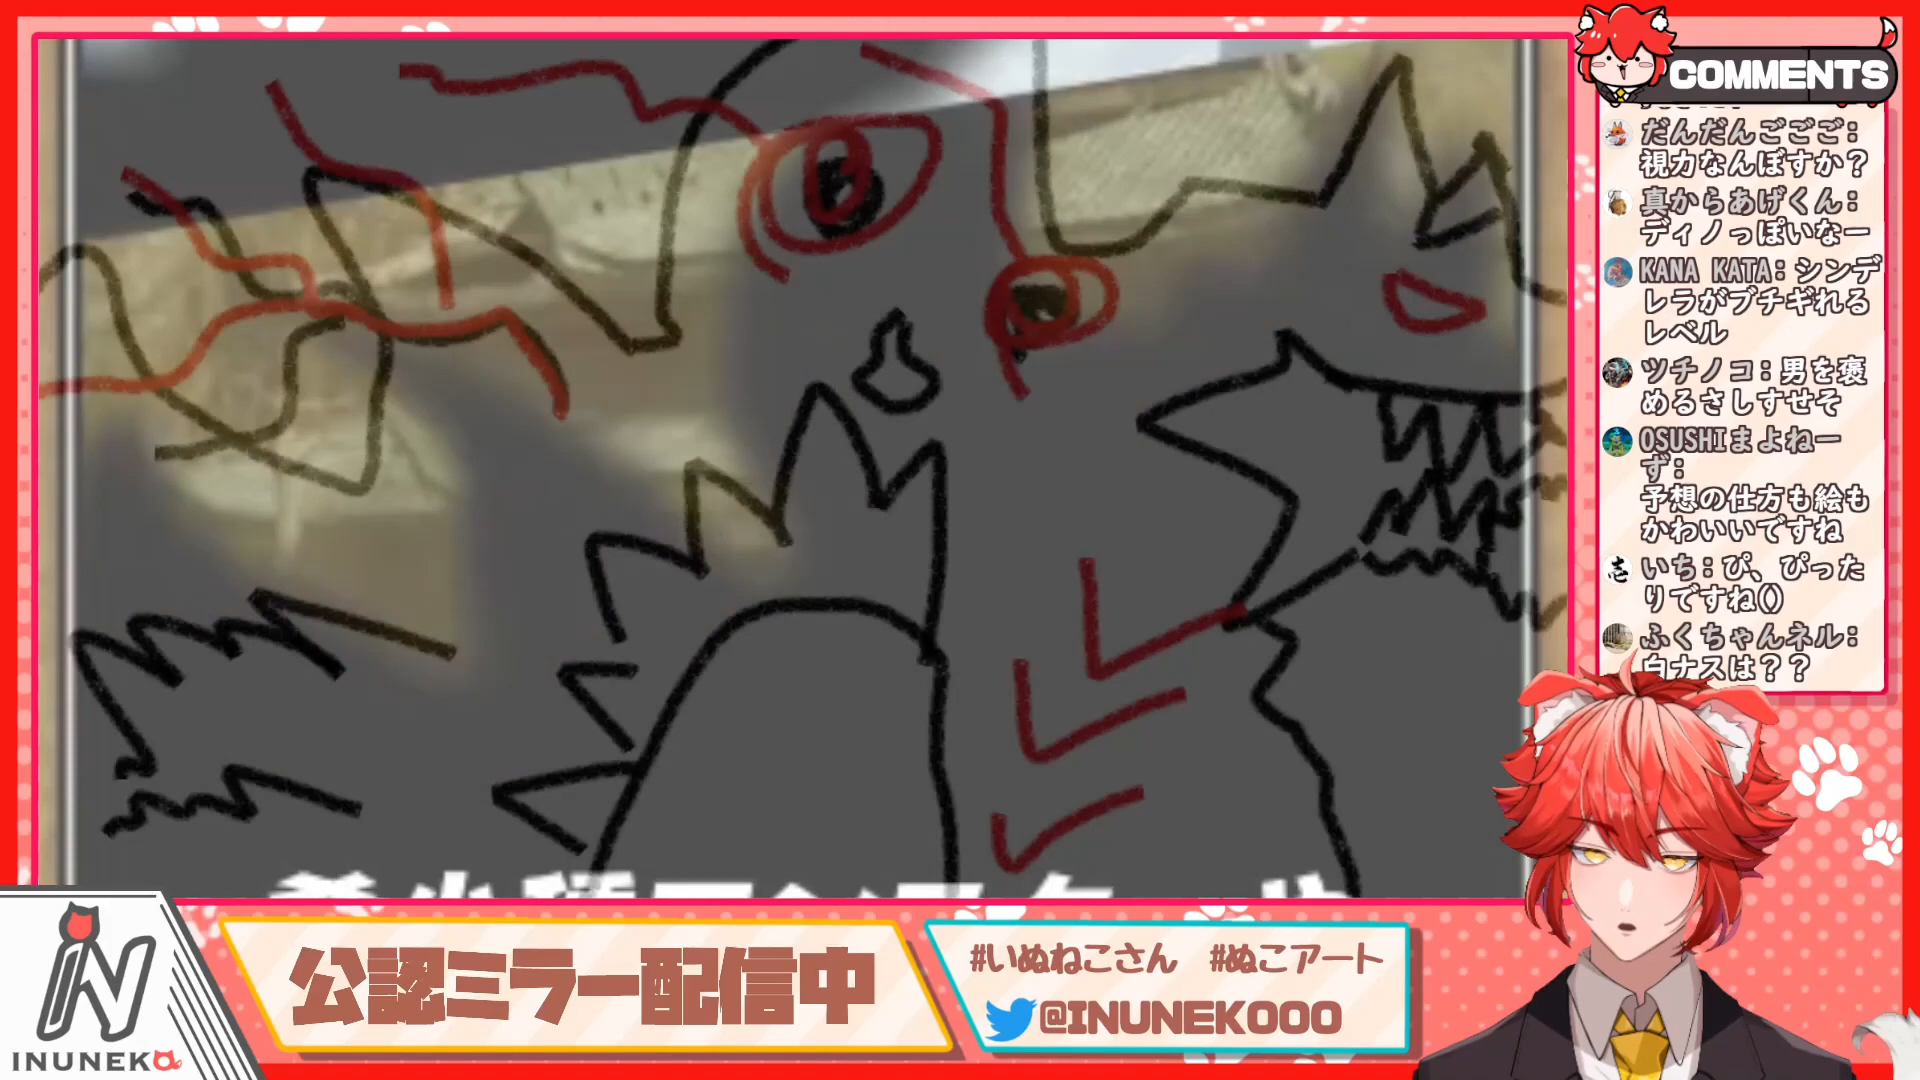 COMMENTS
だんだんごごご:
視力なんぼすか？
真からあげくん:
ディノっぽいなー
KANA KATA: シンデ
レラがブチギれる
レベル
ツチノコ: 男を褒
めるさしすせそ
OSUSHIまよねー
ず:
予想の仕方も絵も
かわいいですね
いち: ぴ、ぴった
りですね()
ふくちゃんネル:
白ナスは？？
公認ミラー配信中
#いぬねこさん #ぬこアート
@INUNEKOOO
IN
INUNEKO